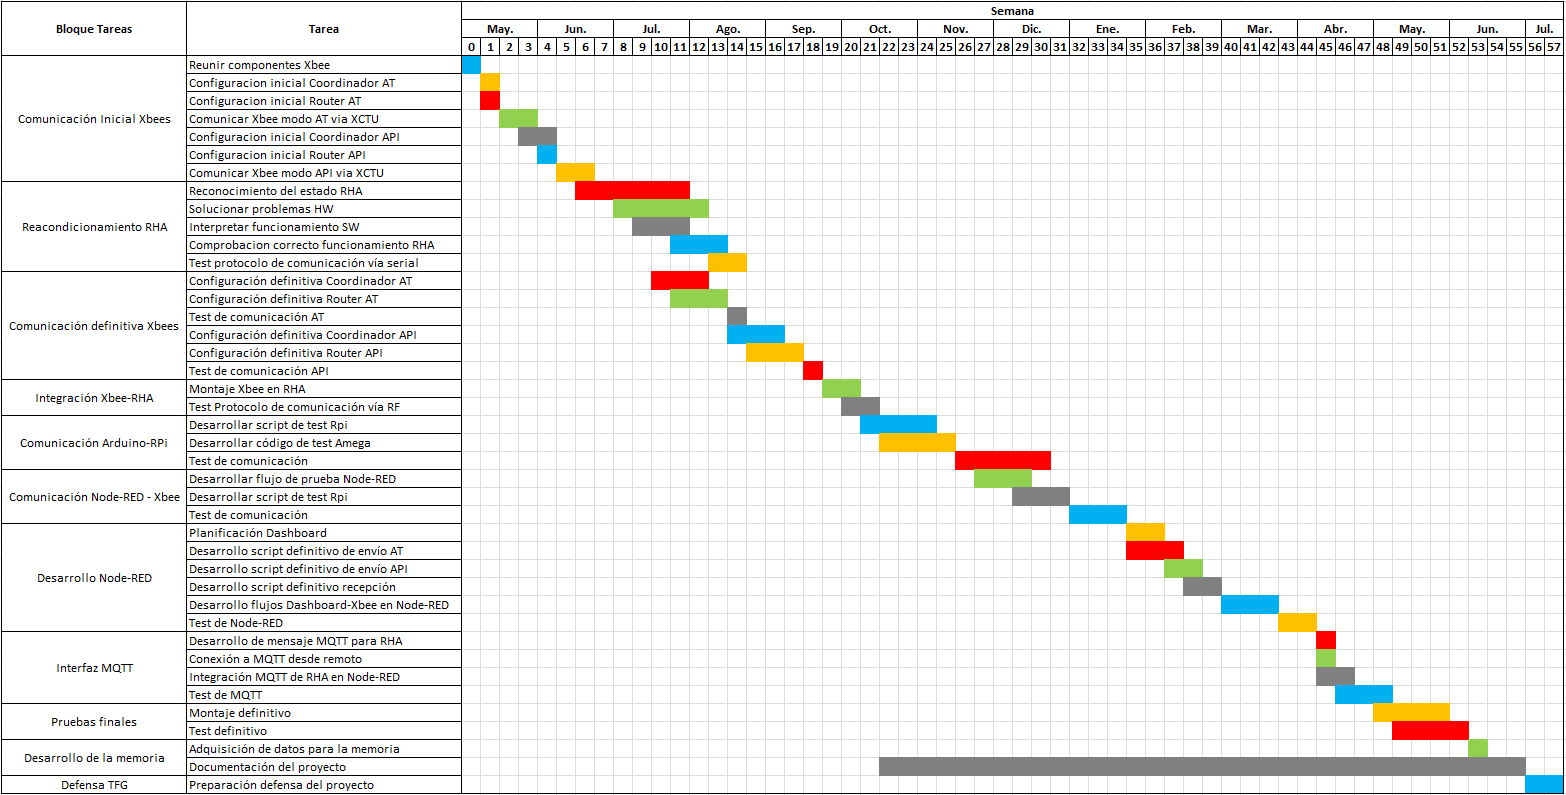 Semana
Bloque Tareas Tarea May. Jun. Jul. Ago. Sep. Oct. Nov. Dic. Ene. Feb. Mar. Abr. May. Jun. Jul.
0 1 2 3 4 5 6 7 8 9 10 11 12 13 14 15 16 17 18 19 20 21 22 23 24 25 26 27 28 29 30 31 32 33 34 35 36 37 38 39 40 41 42 43 44 45 46 47 48 49 50 51 52 53 54 55 56 57
Comunicación Inicial Xbees
Reunir componentes Xbee
Configuracion inicial Coordinador AT
Configuracion inicial Router AT
Comunicar Xbee modo AT via XCTU
Configuracion inicial Coordinador API
Configuracion inicial Router API
Comunicar Xbee modo API via XCTU
Reacondicionamiento RHA
Reconocimiento del estado RHA
Solucionar problemas HW
Interpretar funcionamiento SW
Comprobacion correcto funcionamiento RHA
Test protocolo de comunicación vía serial
Comunicación definitiva Xbees
Configuración definitiva Coordinador AT
Configuración definitiva Router AT
Test de comunicación AT
Configuración definitiva Coordinador API
Configuración definitiva Router API
Test de comunicación API
Integración Xbee-RHA
Montaje Xbee en RHA
Test Protocolo de comunicación vía RF
Comunicación Arduino-RPi
Desarrollar script de test Rpi
Desarrollar código de test Amega
Test de comunicación
Comunicación Node-RED - Xbee
Desarrollar flujo de prueba Node-RED
Desarrollar script de test Rpi
Test de comunicación
Desarrollo Node-RED
Planificación Dashboard
Desarrollo script definitivo de envío AT
Desarrollo script definitivo de envío API
Desarrollo script definitivo recepción
Desarrollo flujos Dashboard-Xbee en Node-RED
Test de Node-RED
Interfaz MQTT
Desarrollo de mensaje MQTT para RHA
Conexión a MQTT desde remoto
Integración MQTT de RHA en Node-RED
Test de MQTT
Pruebas finales
Montaje definitivo
Test definitivo
Desarrollo de la memoria
Adquisición de datos para la memoria
Documentación del proyecto
Defensa TFG
Preparación defensa del proyecto